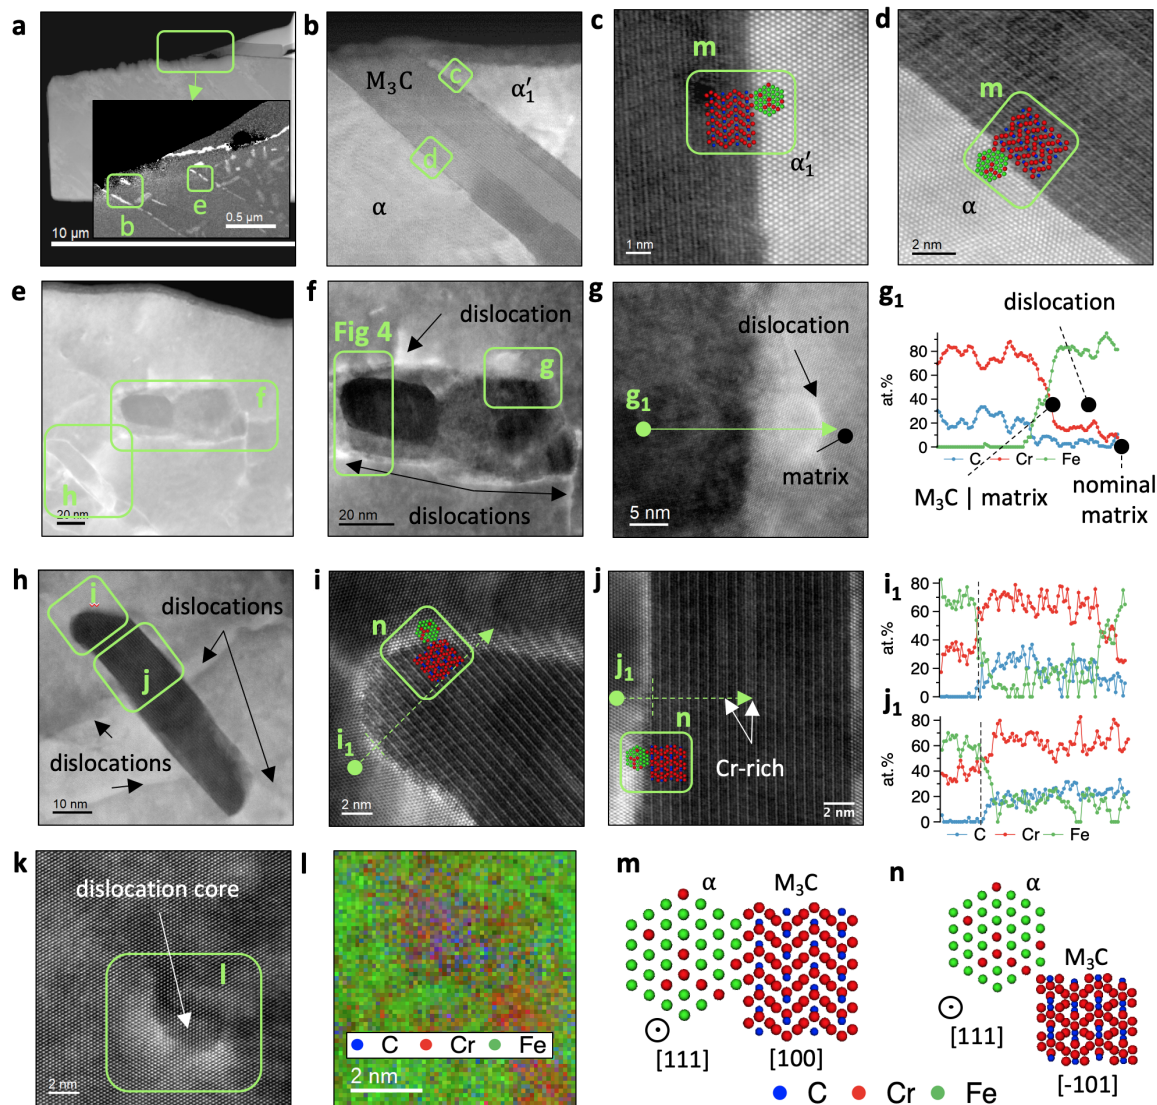 a
b
e
0.5 µm
10 µm
b
M₃C
c
α′₁
d
α
c
m
α′₁
1 nm
d
m
α
2 nm
e
f
h
20 nm
f
dislocation
Fig 4
g
20 nm
dislocations
g
dislocation
g₁
matrix
5 nm
g₁
dislocation
at.%
80
60
40
20
0
C Cr Fe
M₃C | matrix
nominal
matrix
h
i
dislocations
j
dislocations
10 nm
i
n
i₁
2 nm
j
j₁
n
Cr-rich
2 nm
i₁
at.%
80
60
40
20
0
j₁
at.%
80
60
40
20
0
C Cr Fe
k
dislocation core
l
2 nm
l
C Cr Fe
2 nm
m
α
M₃C
[111]
[100]
n
α
M₃C
[111]
[-101]
C Cr Fe